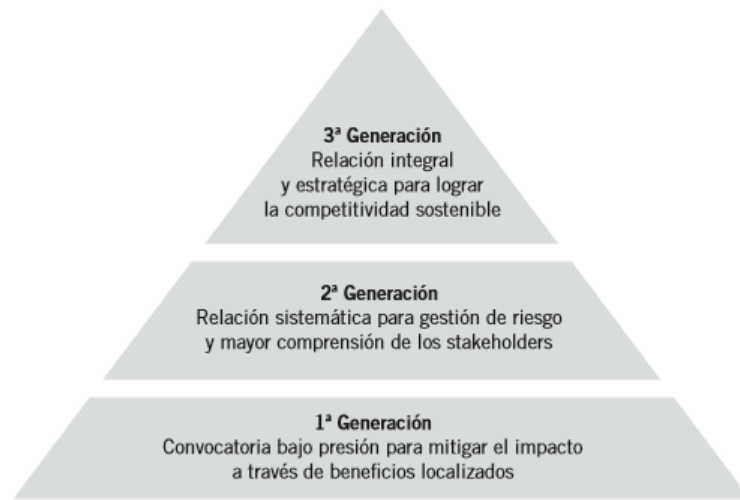 3ª Generación
Relación integral
y estratégica para lograr
la competitividad sostenible
2ª Generación
Relación sistemática para gestión de riesgo
y mayor comprensión de los stakeholders
1ª Generación
Convocatoria bajo presión para mitigar el impacto
a través de beneficios localizados